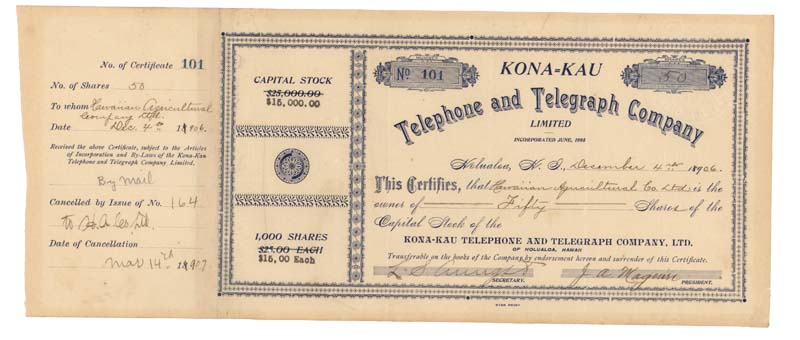 No. of Certificate 101
No. of Shares 50
To whom Hawaiian Agricultural
Company Ltd.
Date Dec. 4th 1906.
Received the above Certificate, subject to the Articles
of Incorporation and By-Laws of the Kona-Kau
Telephone and Telegraph Company Limited.
By mail
Cancelled by Issue of No. 164
to
Date of Cancellation
Mar 14th 1907
CAPITAL STOCK
$25,000.00
$15,000.00
1,000 SHARES
$25.00 EACH
$15.00 Each
No 101
KONA-KAU
50
Telephone and Telegraph Company
LIMITED
INCORPORATED JUNE,
Holualoa, H. I., December 4th 1906.
This Certifies, that Hawaiian Agricultural Co. Ltd. is the
owner of Fifty Shares of the
Capital Stock of the
KONA-KAU TELEPHONE AND TELEGRAPH COMPANY, LTD.
OF HOLUALOA, HAWAII
Transferable on the books of the Company by endorsement hereon and surrender of this Certificate.
SECRETARY.
PRESIDENT.